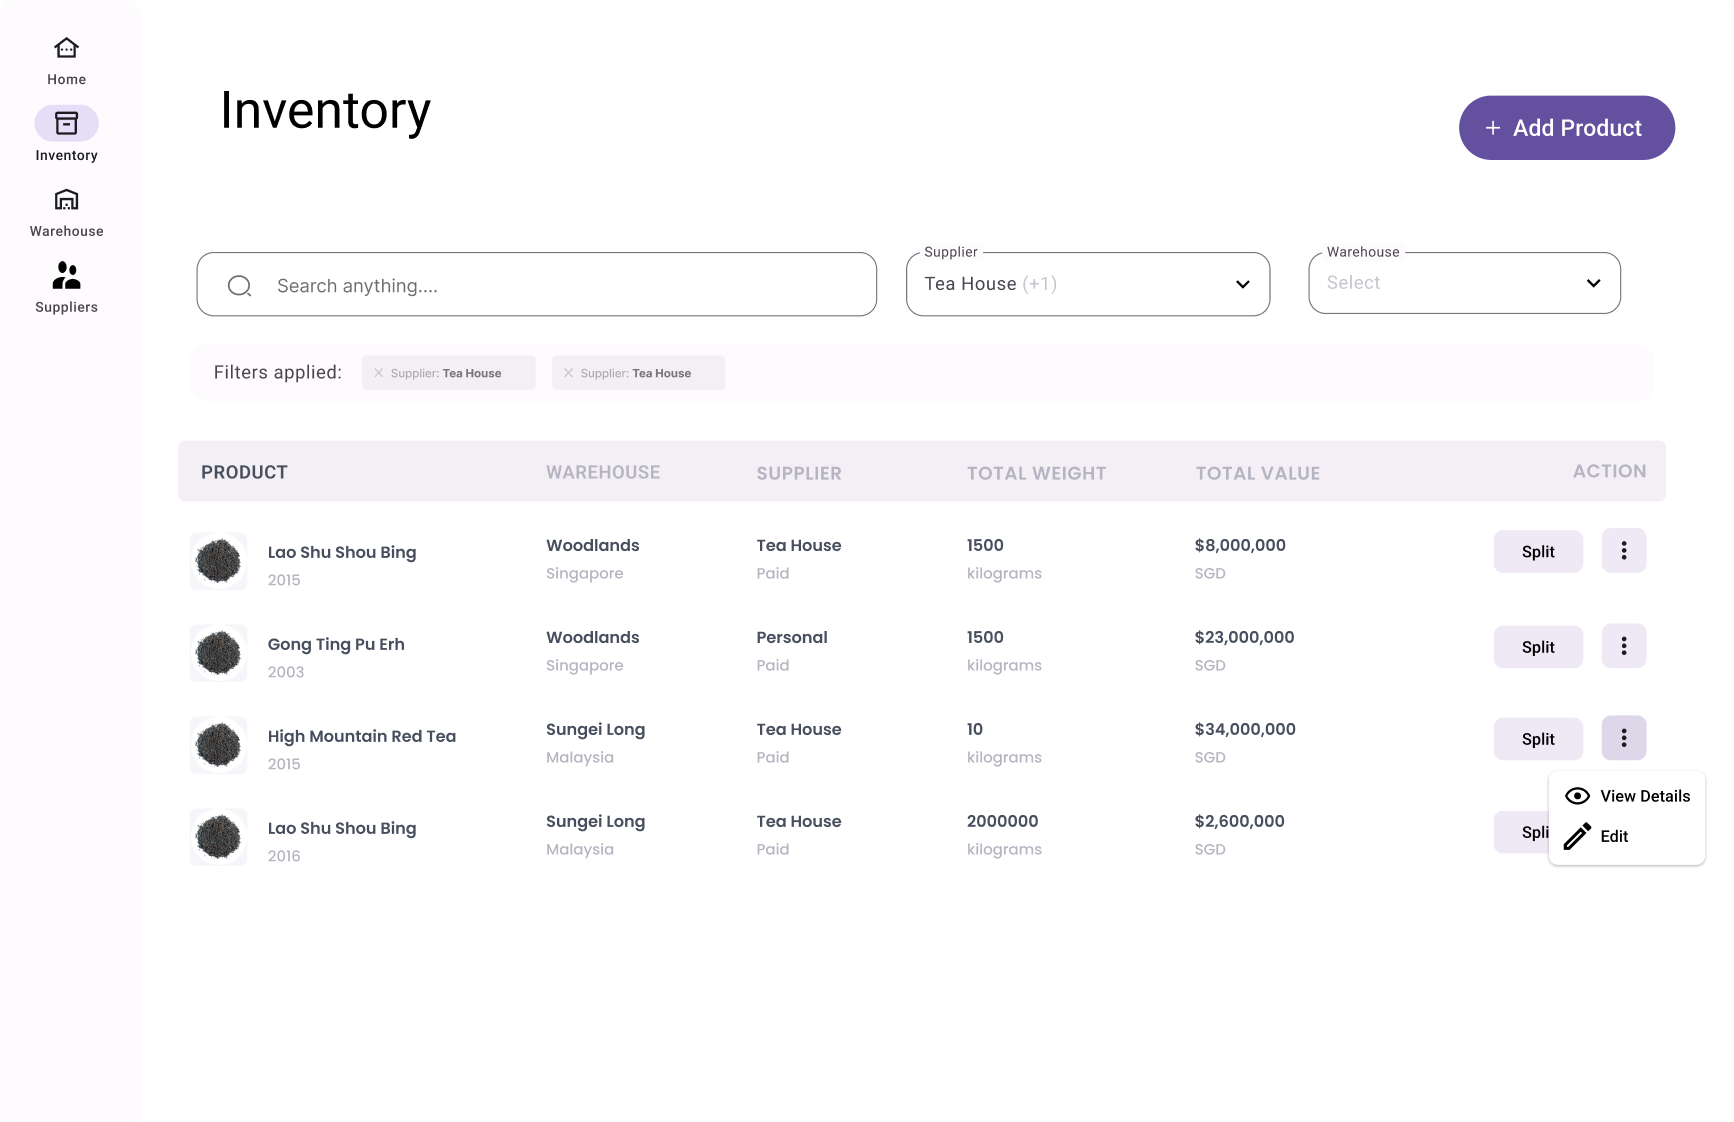 Home
Inventory
Warehouse
Suppliers
Inventory
+ Add Product
Search anything....
Supplier
Tea House (+1)
Warehouse
Select
Filters applied:
Supplier: Tea House
Supplier: Tea House
PRODUCT WAREHOUSE SUPPLIER TOTAL WEIGHT TOTAL VALUE ACTION
Lao Shu Shou Bing Woodlands Tea House 1500 $8,000,000 Split
2015 Singapore Paid kilograms SGD
Gong Ting Pu Erh Woodlands Personal 1500 $23,000,000 Split
2003 Singapore Paid kilograms SGD
High Mountain Red Tea Sungei Long Tea House 10 $34,000,000 Split
2015 Malaysia Paid kilograms SGD
View Details
Lao Shu Shou Bing Sungei Long Tea House 2000000 $2,600,000 Spli
Edit
2016 Malaysia Paid kilograms SGD